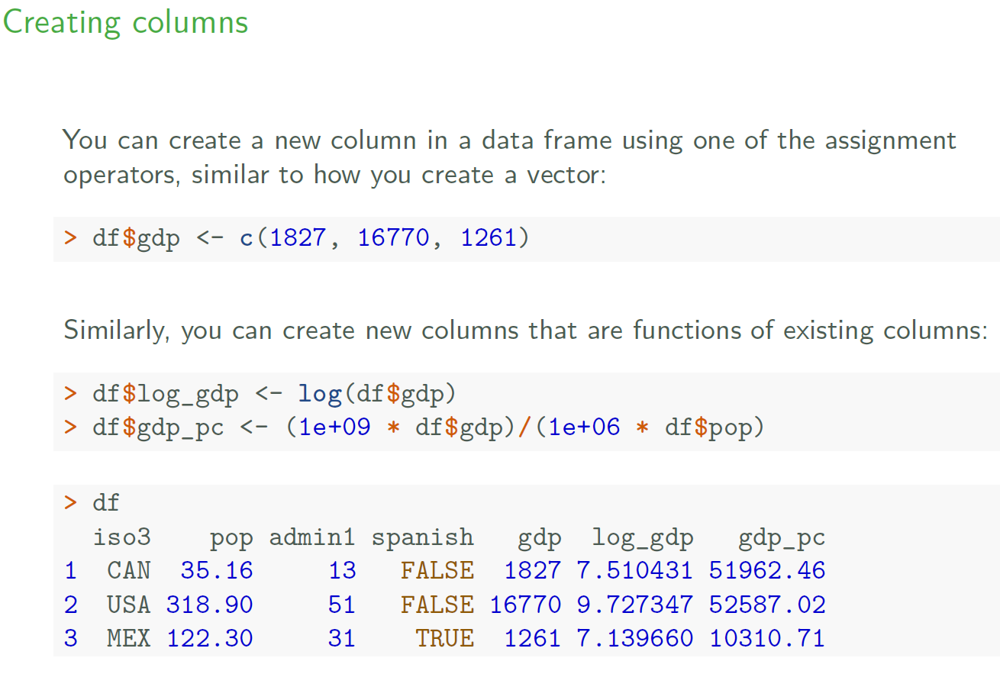 Creating columns
You can create a new column in a data frame using one of the assignment
operators, similar to how you create a vector:
> df$gdp <- c(1827, 16770, 1261)
Similarly, you can create new columns that are functions of existing columns:
> df$log_gdp <- log(df$gdp)
> df$gdp_pc <- (1e+09 * df$gdp)/(1e+06 * df$pop)
> df
  iso3    pop admin1 spanish   gdp  log_gdp   gdp_pc
1  CAN  35.16     13   FALSE  1827 7.510431 51962.46
2  USA 318.90     51   FALSE 16770 9.727347 52587.02
3  MEX 122.30     31    TRUE  1261 7.139660 10310.71